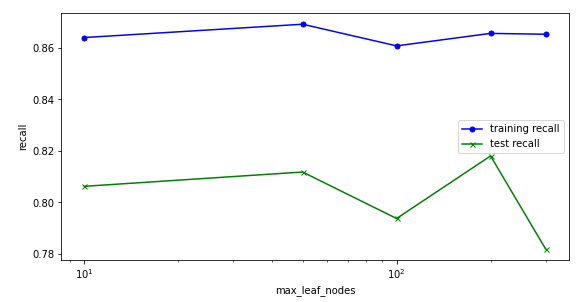 0.86
0.84
0.82
0.80
0.78
recall
training recall
test recall
10¹
10²
max_leaf_nodes